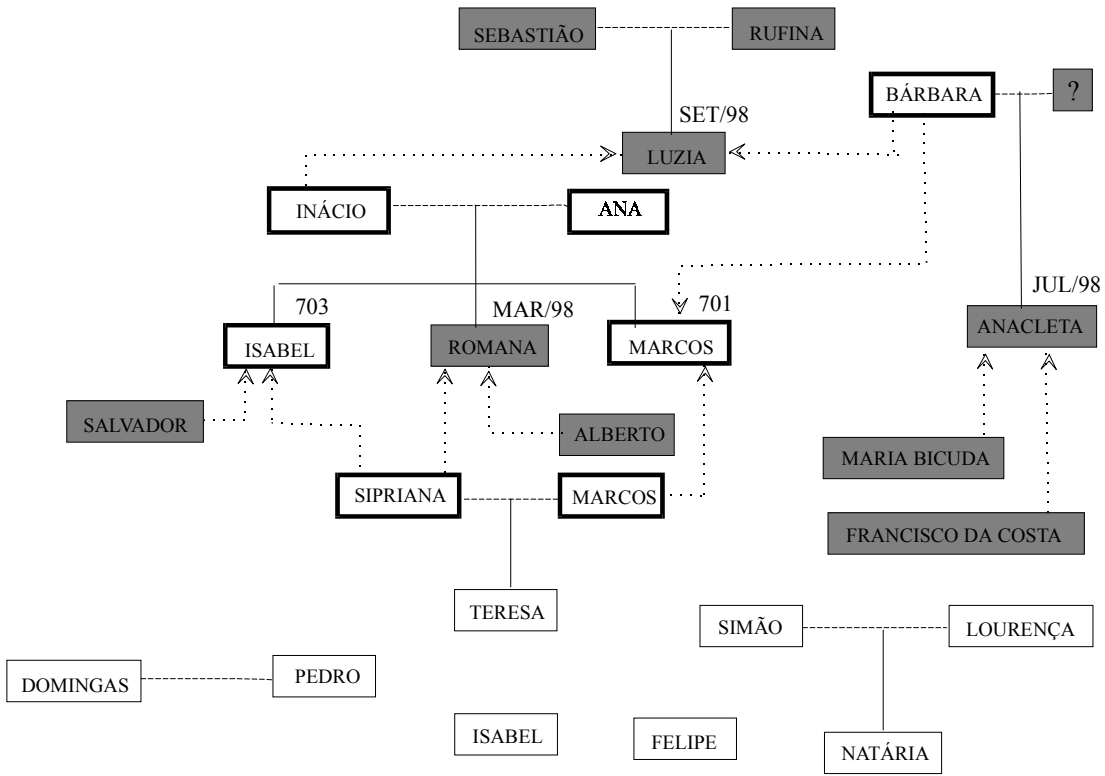 SEBASTIÃO
RUFINA
BÁRBARA
?
SET/98
LUZIA
INÁCIO
ANA
JUL/98
703
MAR/98
701
ANACLETA
ISABEL
ROMANA
MARCOS
SALVADOR
ALBERTO
MARIA BICUDA
SIPRIANA
MARCOS
FRANCISCO DA COSTA
TERESA
SIMÃO
LOURENÇA
DOMINGAS
PEDRO
ISABEL
FELIPE
NATÁRIA